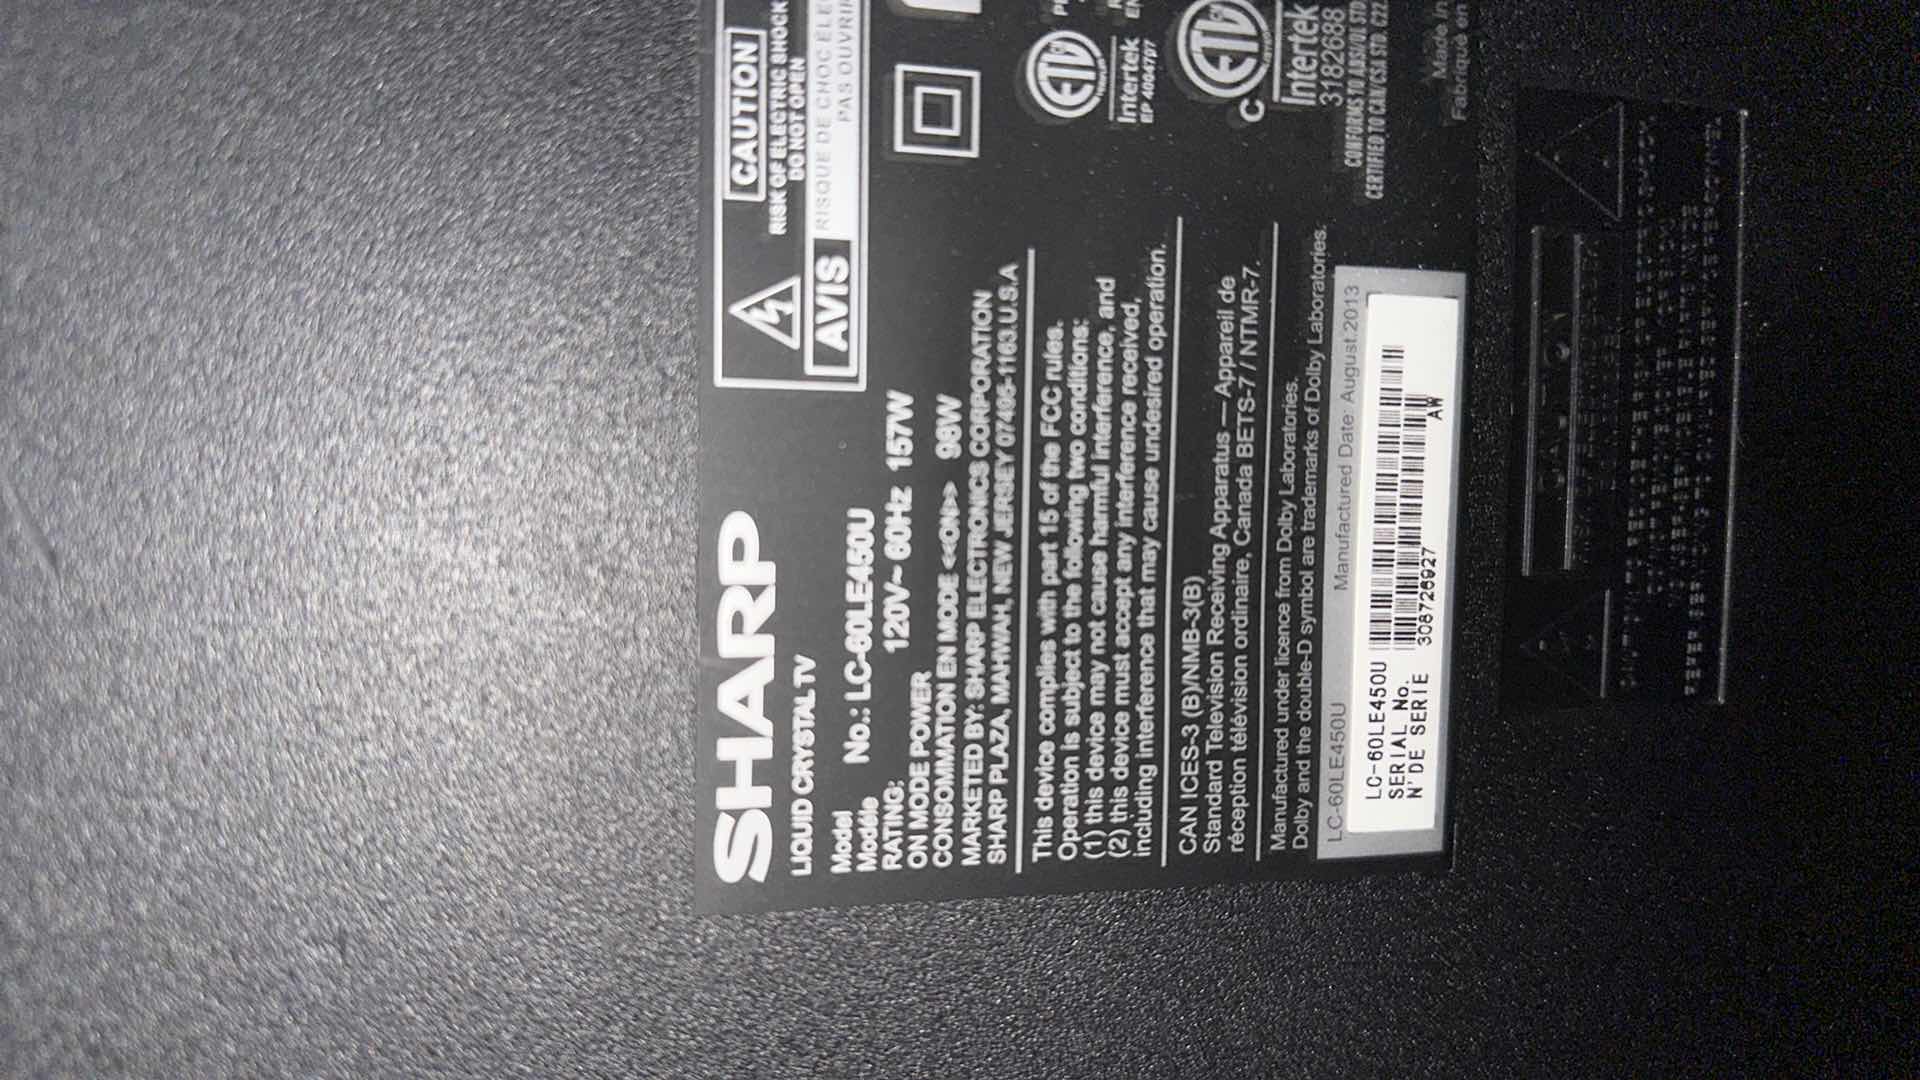 SHARP
LIQUID CRYSTAL TV
Model
Modèle No.: LC-60LE450U
RATING: 120V~ 60Hz 157W
ON MODE POWER
CONSOMMATION EN MODE <<ON>> 98W
MARKETED BY: SHARP ELECTRONICS CORPORATION
SHARP PLAZA, MAHWAH, NEW JERSEY 07495-1163.U.S.A
This device complies with part 15 of the FCC rules.
Operation is subject to the following two conditions:
(1) this device may not cause harmful interference, and
(2) this device must accept any interference received,
including interference that may cause undesired operation.
CAN ICES-3 (B)/NMB-3(B)
Standard Television Receiving Apparatus — Appareil de
réception télévision ordinaire, Canada BETS-7 / NTMR-7.
Manufactured under licence from Dolby Laboratories.
Dolby and the double-D symbol are trademarks of Dolby Laboratories.
LC-60LE450U Manufactured Date: August.2013
LC-60LE450U
SERIAL No.
N'DE SERIE 308726927 AW
CAUTION
RISK OF ELECTRIC SHOCK
DO NOT OPEN
AVIS
RISQUE DE CHOC ÉLE
PAS OUVRIR
ETL
Intertek
EP 4004707
C ETL
Intertek
3182688
CONFORMS TO ANSI/UL STD
CERTIFIED TO CAN/CSA STD. C22.
Made in
Fabriqué en